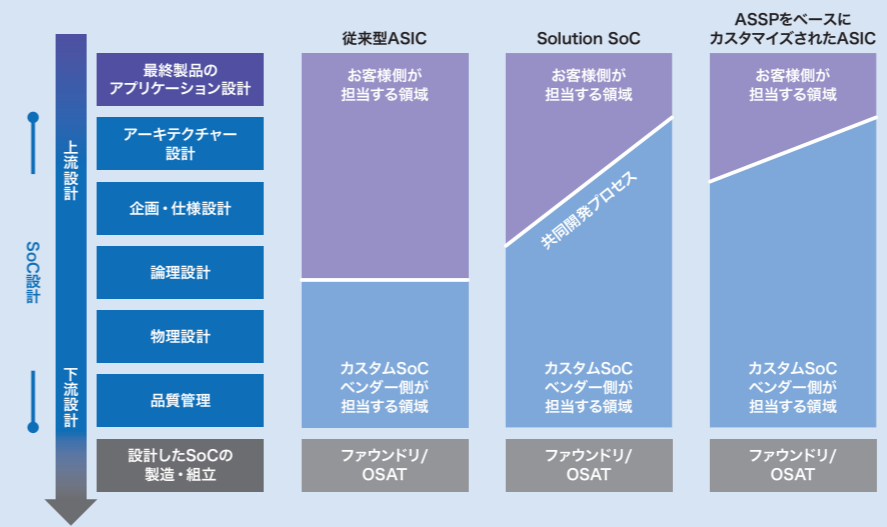 従来型ASIC
Solution SoC
ASSPをベースに
カスタマイズされたASIC
上流設計
下流設計
SoC設計
最終製品の
アプリケーション設計
アーキテクチャー
設計
企画・仕様設計
論理設計
物理設計
品質管理
設計したSoCの
製造・組立
お客様側が
担当する領域
カスタムSoC
ベンダー側が
担当する領域
ファウンドリ/
OSAT
お客様側が
担当する領域
共同開発プロセス
カスタムSoC
ベンダー側が
担当する領域
ファウンドリ/
OSAT
お客様側が
担当する領域
カスタムSoC
ベンダー側が
担当する領域
ファウンドリ/
OSAT